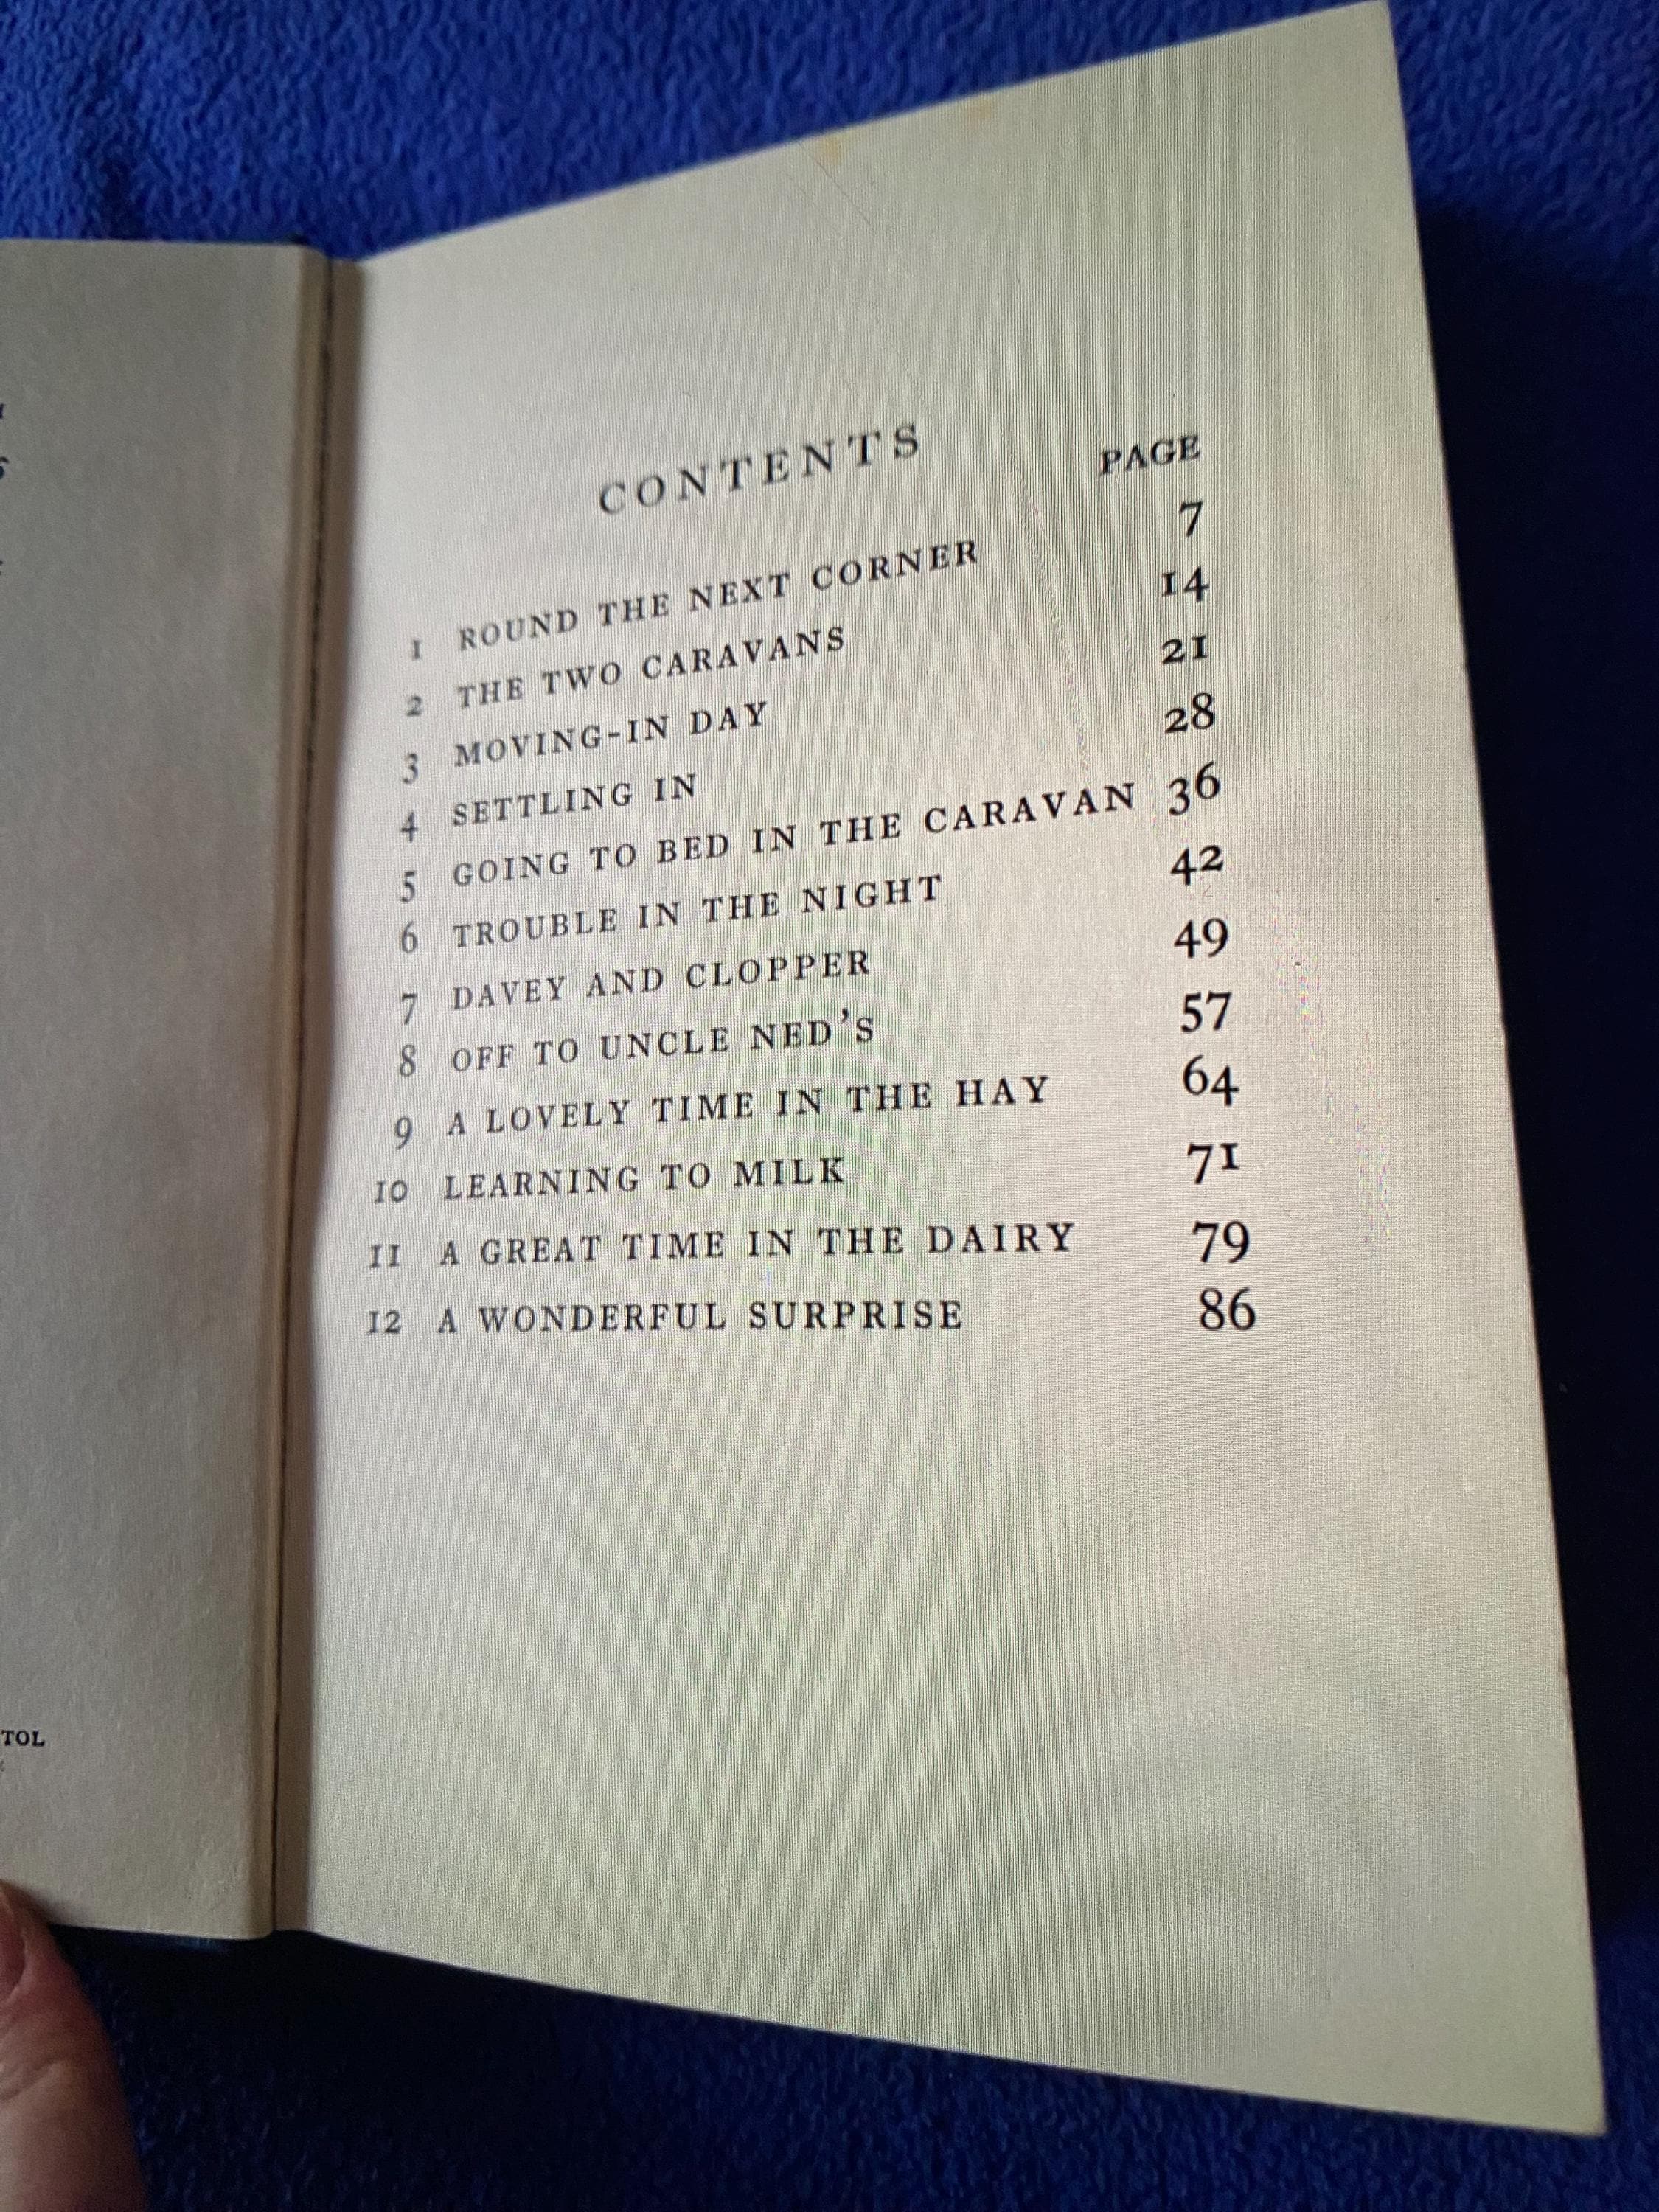 CONTENTS
PAGE
1 ROUND THE NEXT CORNER 7
2 THE TWO CARAVANS 14
3 MOVING-IN DAY 21
4 SETTLING IN 28
5 GOING TO BED IN THE CARAVAN 36
6 TROUBLE IN THE NIGHT 42
7 DAVEY AND CLOPPER 49
8 OFF TO UNCLE NED'S 57
9 A LOVELY TIME IN THE HAY 64
10 LEARNING TO MILK 71
11 A GREAT TIME IN THE DAIRY 79
12 A WONDERFUL SURPRISE 86
TOL